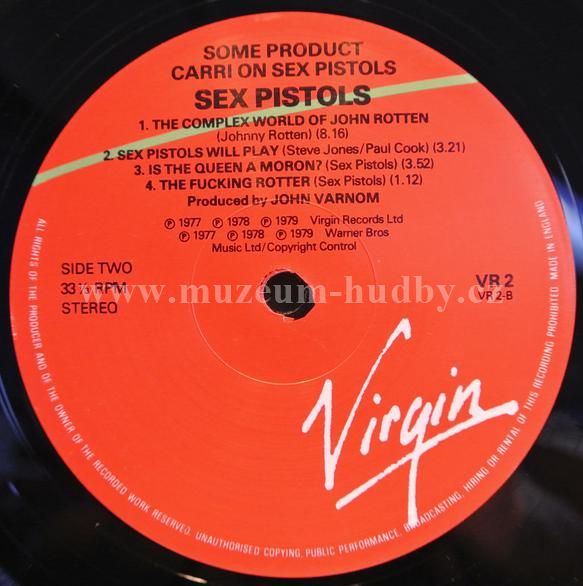 SOME PRODUCT
CARRI ON SEX PISTOLS
SEX PISTOLS
1. THE COMPLEX WORLD OF JOHN ROTTEN
(Johnny Rotten) (8.16)
2. SEX PISTOLS WILL PLAY (Steve Jones/Paul Cook) (3.21)
3. IS THE QUEEN A MORON? (Sex Pistols) (3.52)
4. THE FUCKING ROTTER (Sex Pistols) (1.12)
Produced by JOHN VARNOM
℗ 1977 ℗ 1978 ℗ 1979 Virgin Records Ltd
℗ 1977 ℗ 1978 ℗ 1979 Warner Bros
Music Ltd/Copyright Control
SIDE TWO
33⅓ RPM
STEREO
VR 2
VR 2-B
www.muzeum-hudby.cz
Virgin
ALL RIGHTS OF THE PRODUCER AND OF THE OWNER OF THE RECORDED WORK RESERVED. UNAUTHORISED COPYING, PUBLIC PERFORMANCE, BROADCASTING, HIRING OR RENTAL OF THIS RECORDING PROHIBITED. MADE IN ENGLAND.